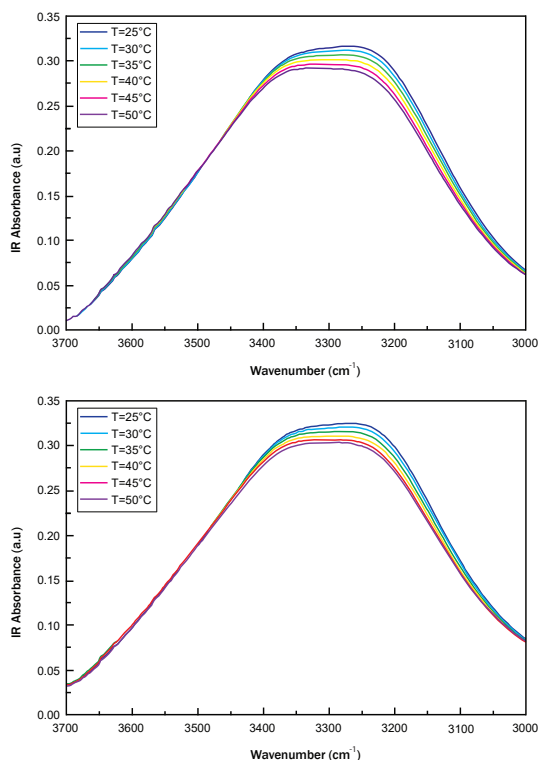 0.35
0.30
0.25
0.20
0.15
0.10
0.05
0.00
IR Absorbance (a.u)
T=25°C
T=30°C
T=35°C
T=40°C
T=45°C
T=50°C
3700 3600 3500 3400 3300 3200 3100 3000
Wavenumber (cm⁻¹)
0.35
0.30
0.25
0.20
0.15
0.10
0.05
0.00
IR Absorbance (a.u)
T=25°C
T=30°C
T=35°C
T=40°C
T=45°C
T=50°C
3700 3600 3500 3400 3300 3200 3100 3000
Wavenumber (cm⁻¹)